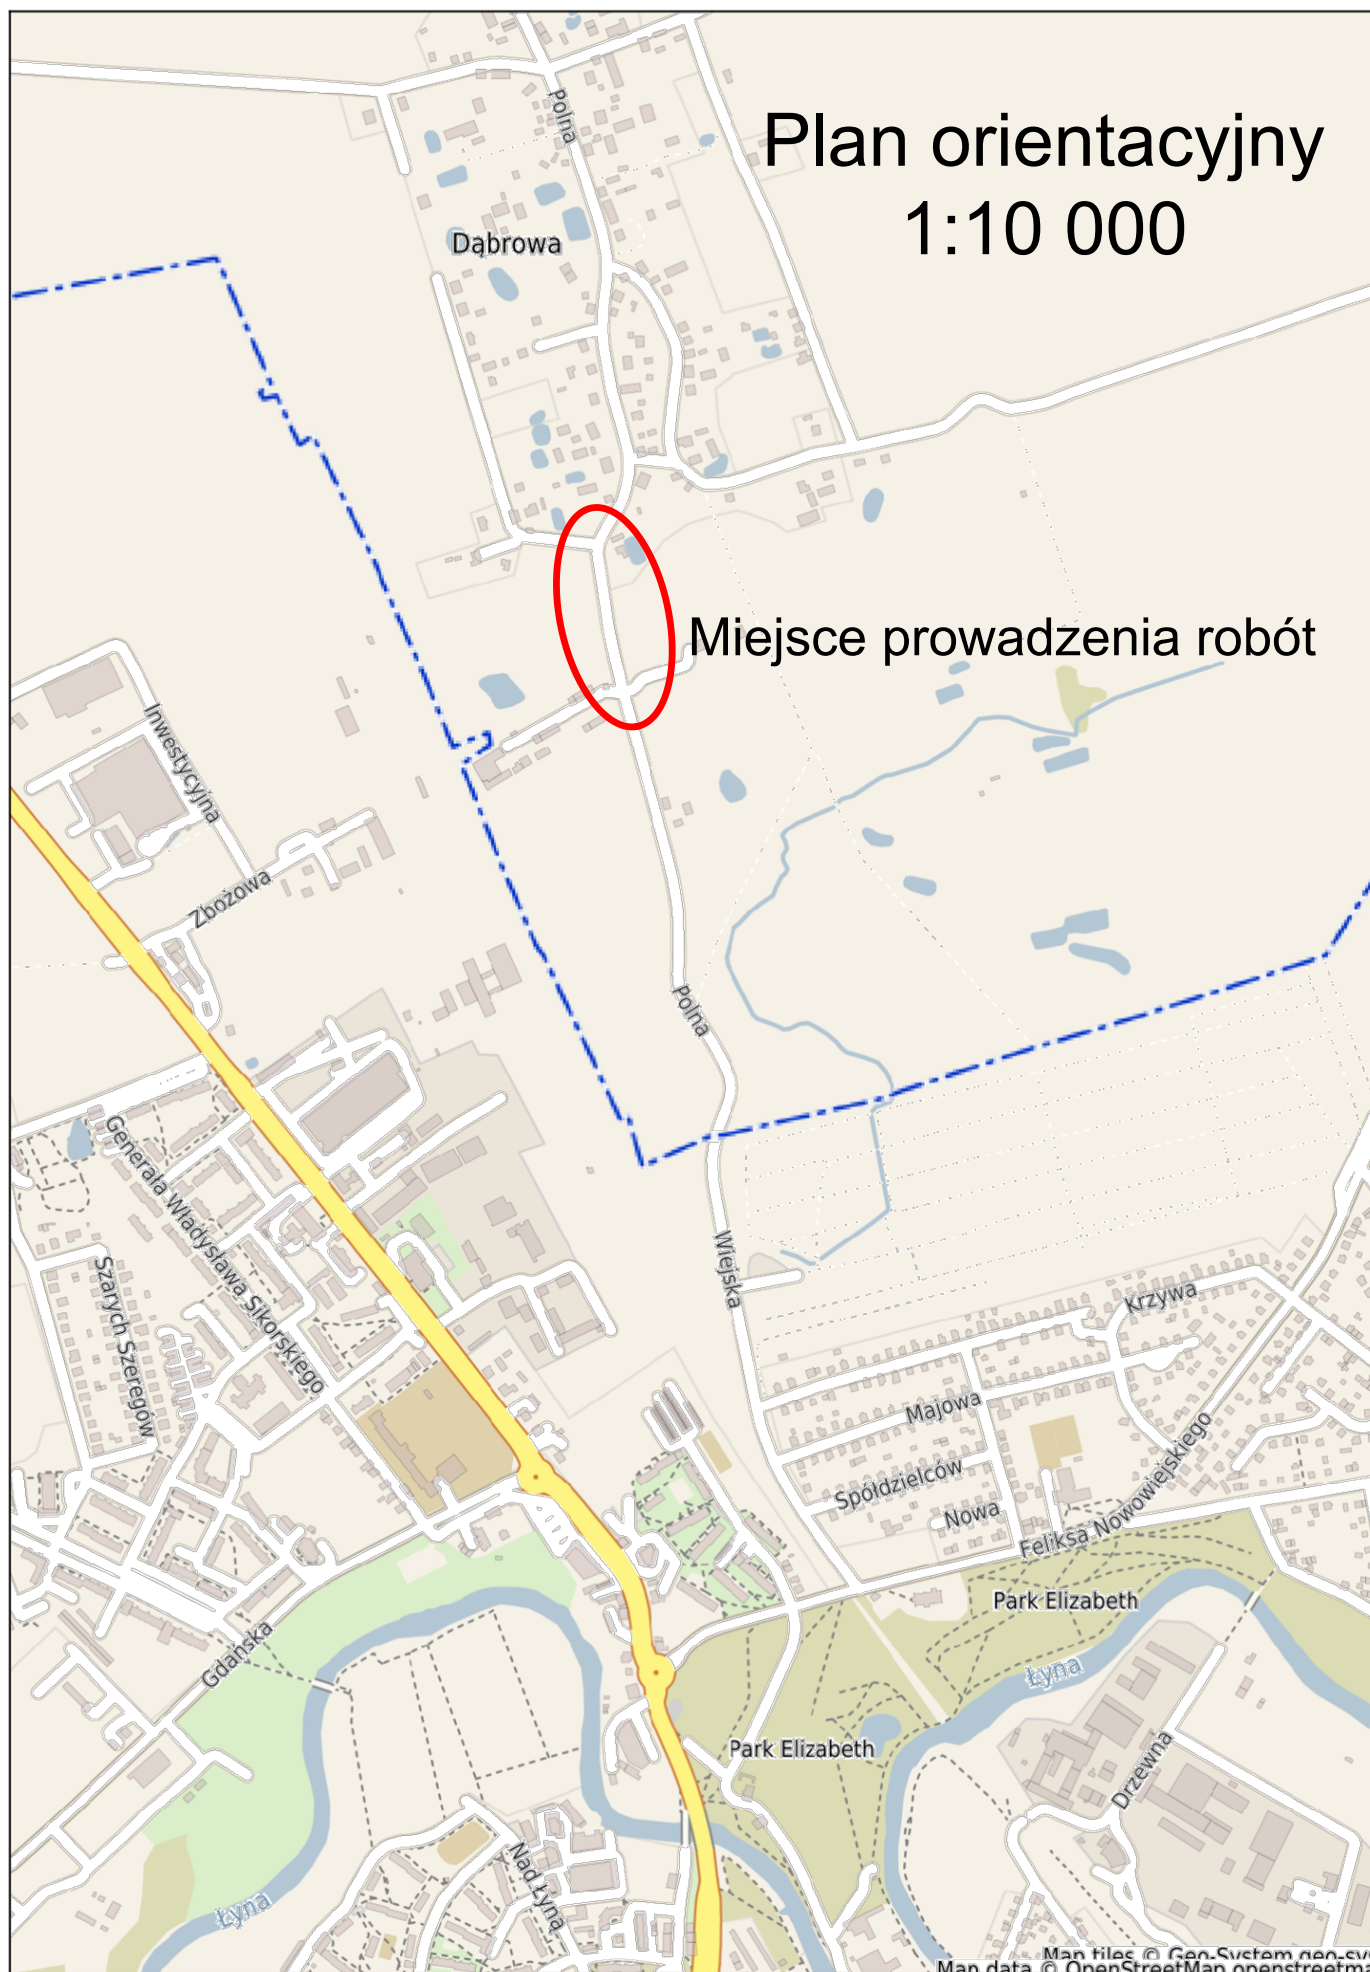 Polna
Plan orientacyjny
1:10 000
Dąbrowa
Miejsce prowadzenia robót
Inwestycyjna
Zbożowa
Polna
Generała Władysława Sikorskiego
Wiejska
Szarych Szeregów
Krzywa
Majowa
Spółdzielców
Nowa
Feliksa Nowowiejskiego
Park Elizabeth
Gdańska
Łyna
Park Elizabeth
Drzewna
Nad Łyną
Łyna
Map tiles © Geo-System geo-sy
Map data © OpenStreetMap openstreetma